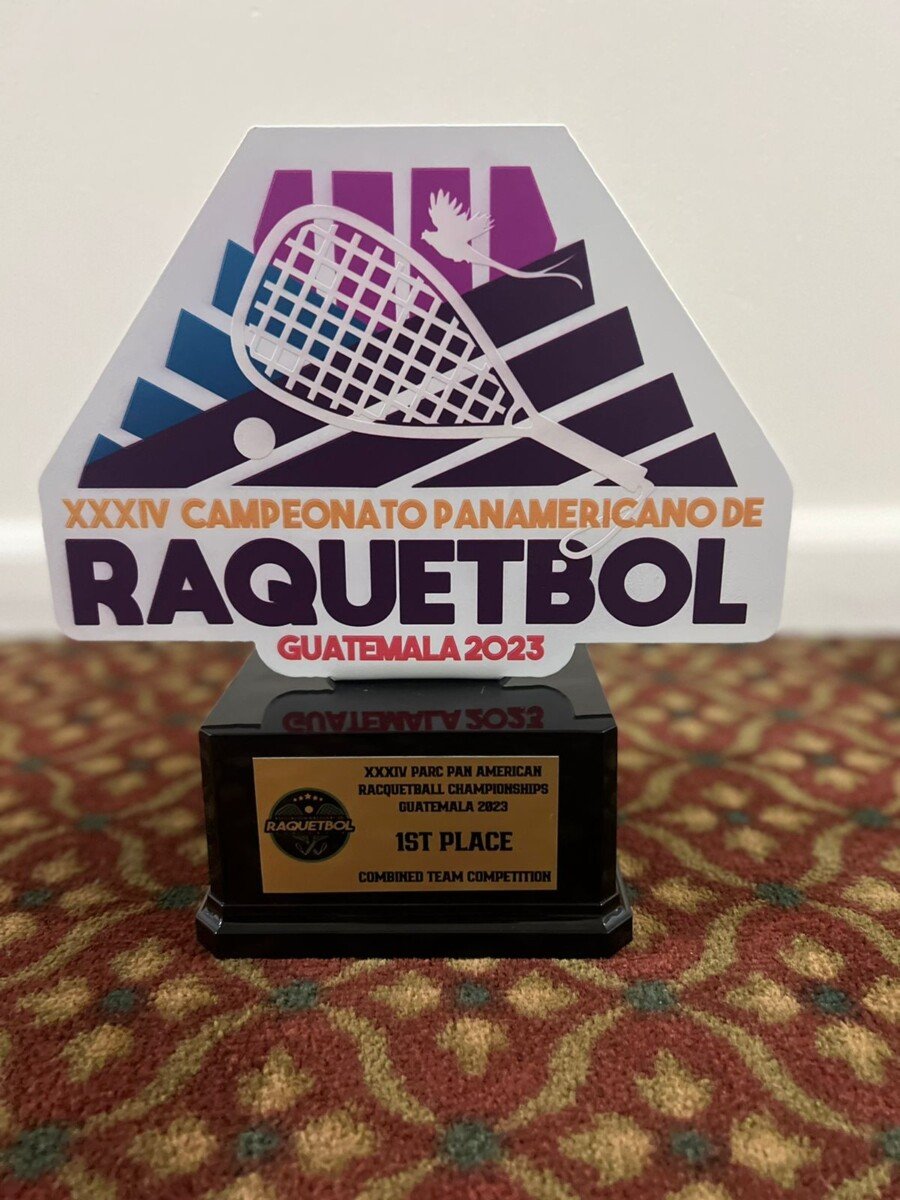 XXXIV CAMPEONATO PANAMERICANO DE
RAQUETBOL
GUATEMALA 2023
XXXIV PARC PAN AMERICAN
RACQUETBALL CHAMPIONSHIPS
GUATEMALA 2023
RAQUETBOL
1ST PLACE
COMBINED TEAM COMPETITION